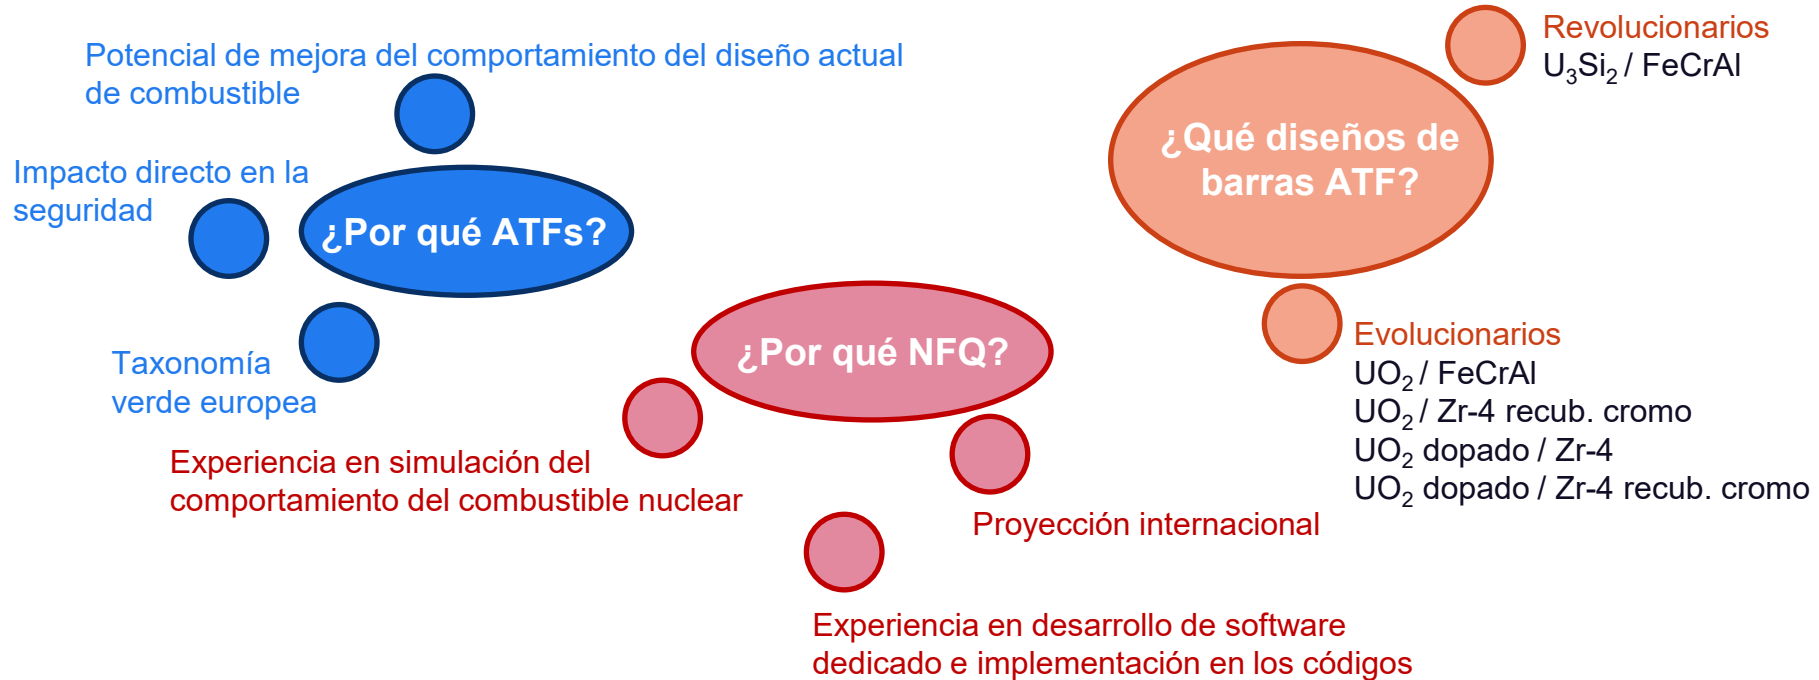 Potencial de mejora del comportamiento del diseño actual
de combustible
Impacto directo en la
seguridad
¿Por qué ATFs?
Taxonomía
verde europea
¿Por qué NFQ?
Experiencia en simulación del
comportamiento del combustible nuclear
Proyección internacional
Experiencia en desarrollo de software
dedicado e implementación en los códigos
Revolucionarios
U₃Si₂ / FeCrAl
¿Qué diseños de
barras ATF?
Evolucionarios
UO₂ / FeCrAl
UO₂ / Zr-4 recub. cromo
UO₂ dopado / Zr-4
UO₂ dopado / Zr-4 recub. cromo